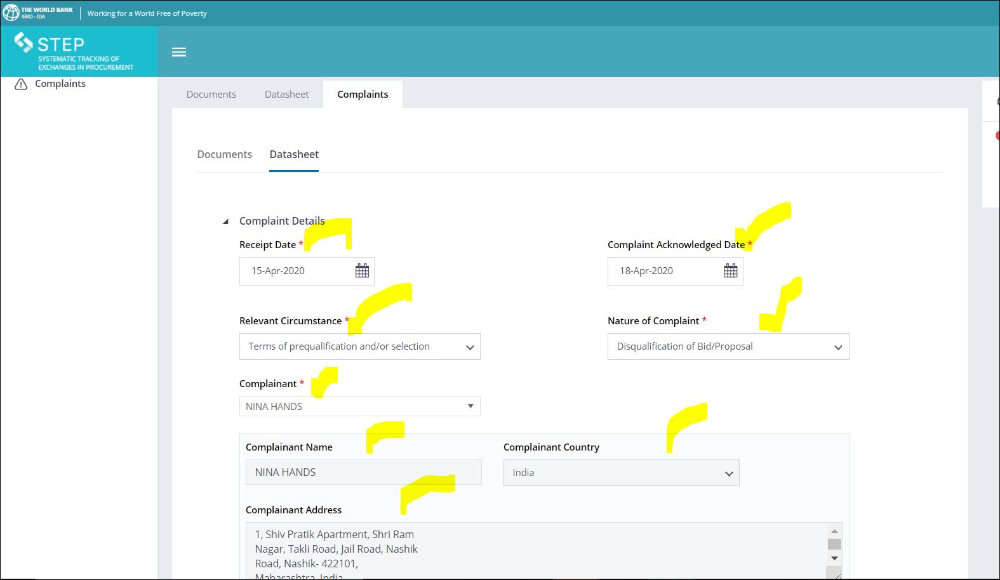 THE WORLD BANK
IBRD - IDA
Working for a World Free of Poverty
STEP
SYSTEMATIC TRACKING OF
EXCHANGES IN PROCUREMENT
Complaints
Documents Datasheet Complaints
Documents Datasheet
Complaint Details
Receipt Date * Complaint Acknowledged Date *
15-Apr-2020 18-Apr-2020
Relevant Circumstance * Nature of Complaint *
Terms of prequalification and/or selection Disqualification of Bid/Proposal
Complainant *
NINA HANDS
Complainant Name Complainant Country
NINA HANDS India
Complainant Address
1, Shiv Pratik Apartment, Shri Ram
Nagar, Takli Road, Jail Road, Nashik
Road, Nashik- 422101,
Maharashtra, India